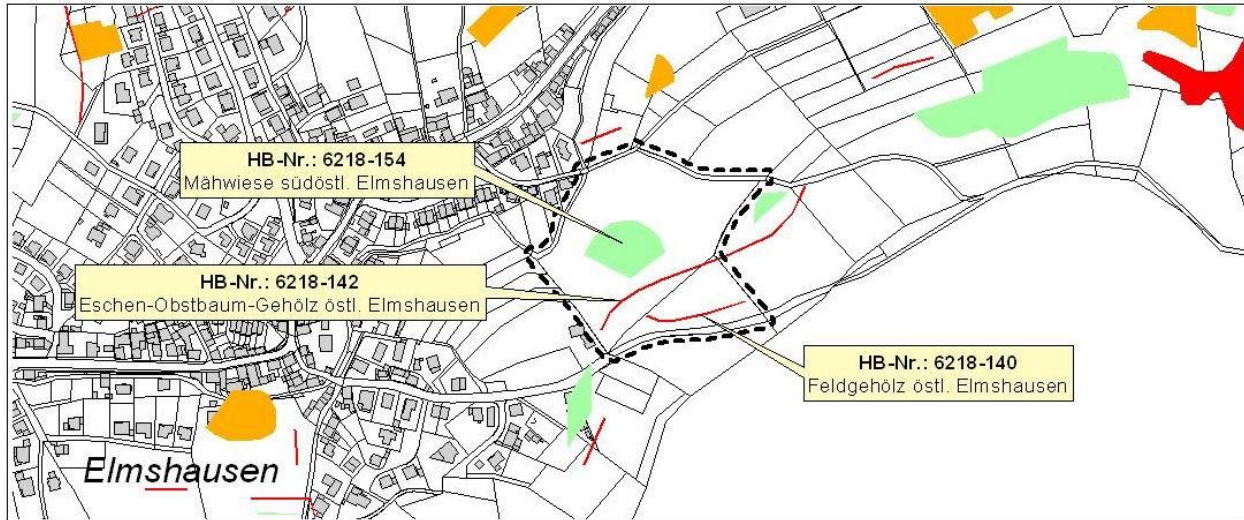 HB-Nr.: 6218-154
Mähwiese südöstl. Elmshausen
HB-Nr.: 6218-142
Eschen-Obstbaum-Gehölz östl. Elmshausen
HB-Nr.: 6218-140
Feldgehölz östl. Elmshausen
Elmshausen